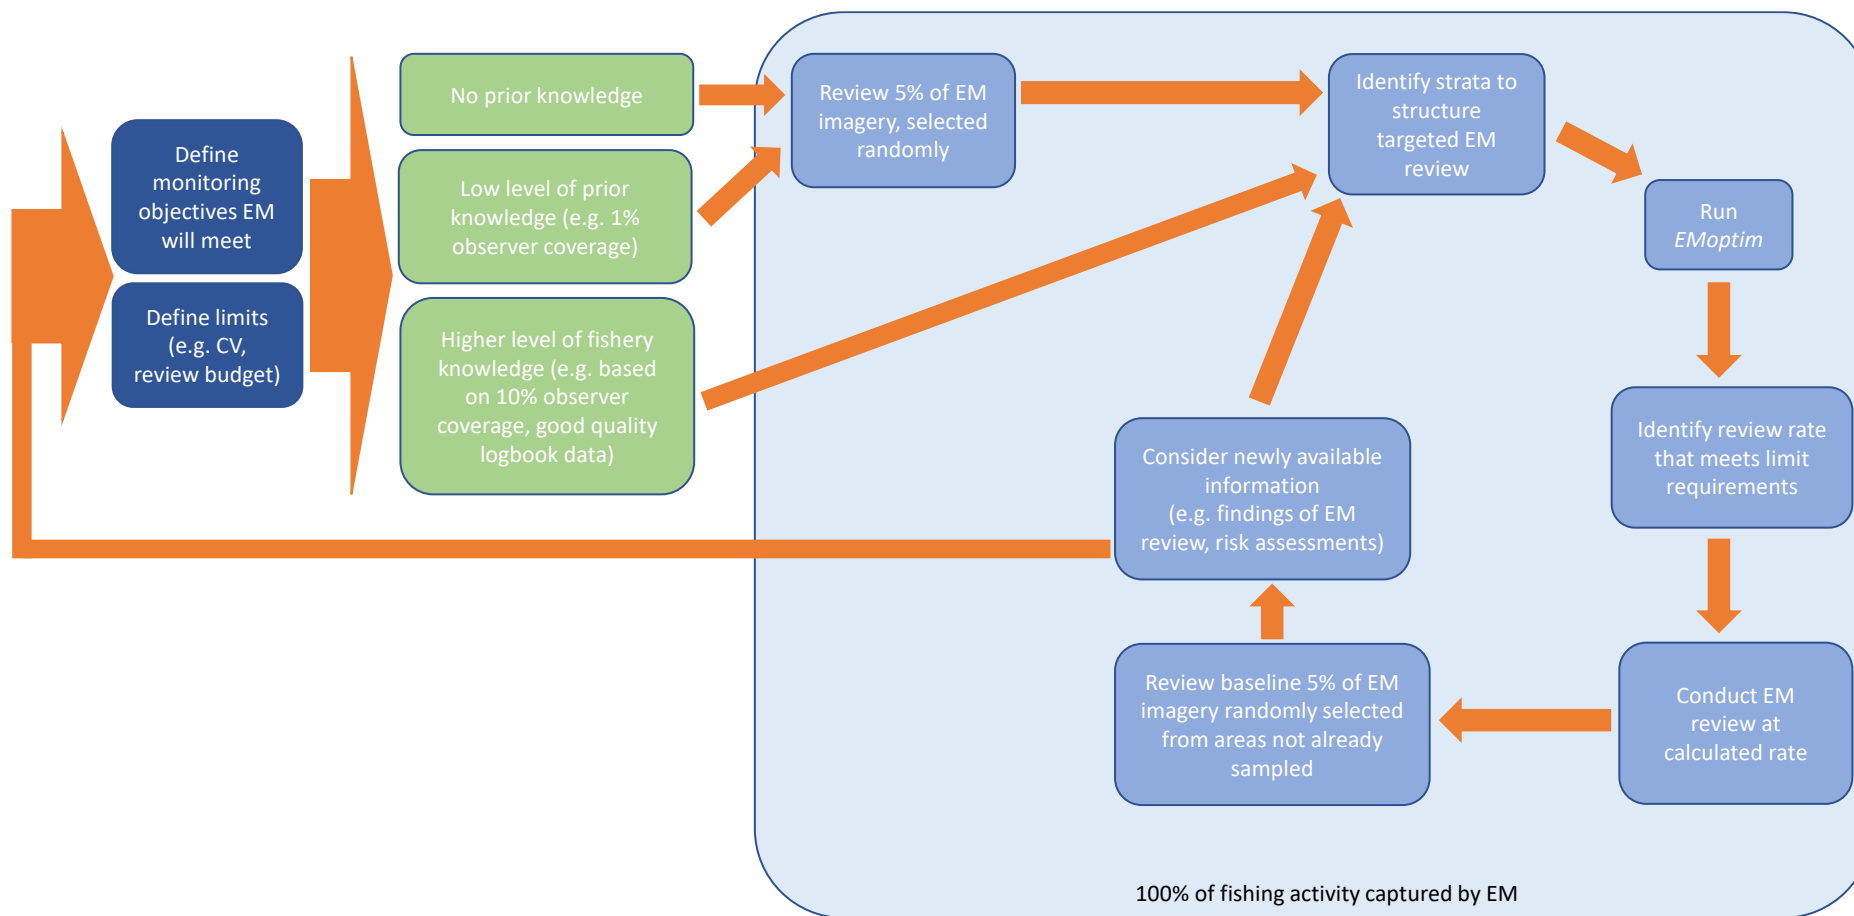 Define
monitoring
objectives EM
will meet
Define limits
(e.g. CV,
review budget)
No prior knowledge
Low level of prior
knowledge (e.g. 1%
observer coverage)
Higher level of fishery
knowledge (e.g. based
on 10% observer
coverage, good quality
logbook data)
Review 5% of EM
imagery, selected
randomly
Identify strata to
structure
targeted EM
review
Run
EMoptim
Identify review rate
that meets limit
requirements
Conduct EM
review at
calculated rate
Review baseline 5% of EM
imagery randomly selected
from areas not already
sampled
Consider newly available
information
(e.g. findings of EM
review, risk assessments)
100% of fishing activity captured by EM